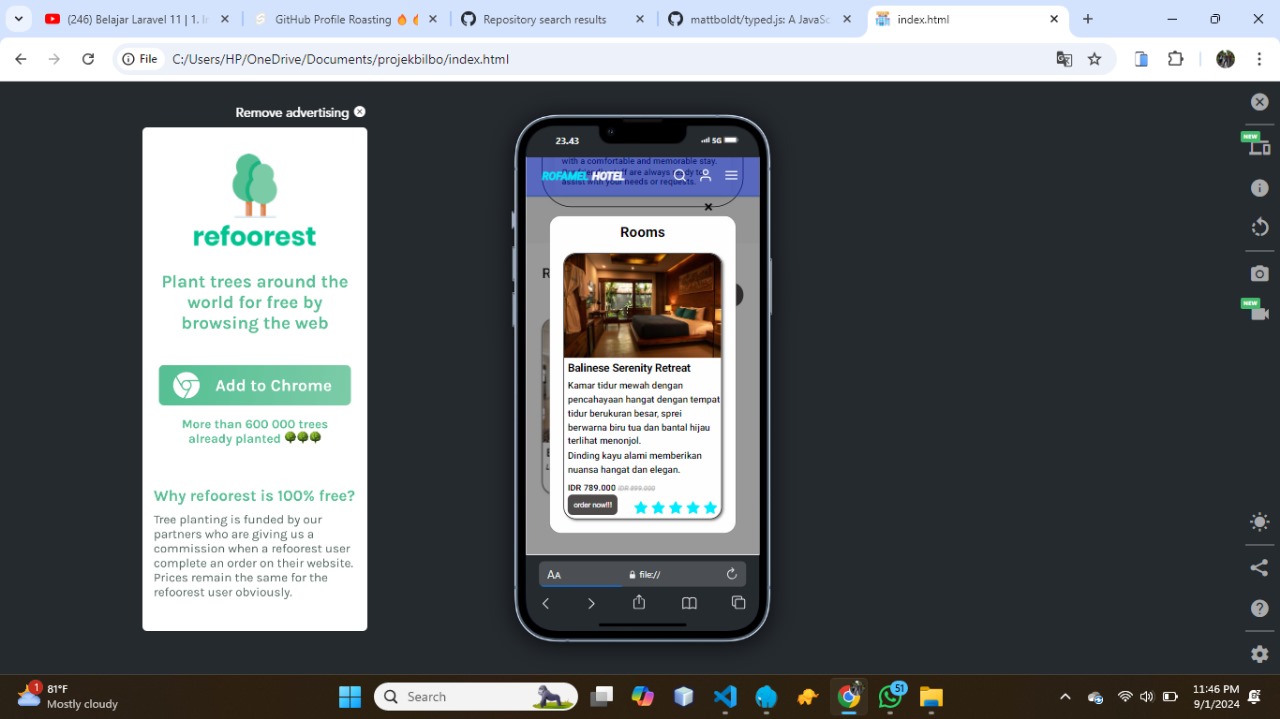 (246) Belajar Laravel 11 | 1. In
GitHub Profile Roasting 🔥
Repository search results
mattboldt/typed.js: A JavaSc
index.html
File
C:/Users/HP/OneDrive/Documents/projekbilbo/index.html
Remove advertising
refoorest
Plant trees around the
world for free by
browsing the web
Add to Chrome
More than 600 000 trees
already planted 🌳🌳🌳
Why refoorest is 100% free?
Tree planting is funded by our
partners who are giving us a
commission when a refoorest user
complete an order on their website.
Prices remain the same for the
refoorest user obviously.
23.43
5G
with a comfortable and memorable stay.
are always ready to
assist with your needs or requests.
ROFAMEL HOTEL
×
Rooms
R
Balinese Serenity Retreat
Kamar tidur mewah dengan
pencahayaan hangat dengan tempat
tidur berukuran besar, sprei
berwarna biru tua dan bantal hijau
terlihat menonjol.
Dinding kayu alami memberikan
nuansa hangat dan elegan.
IDR 789.000 IDR 899.000
order now!!!
AA
file://
NEW
NEW
1
81°F
Mostly cloudy
Search
51
11:46 PM
9/1/2024